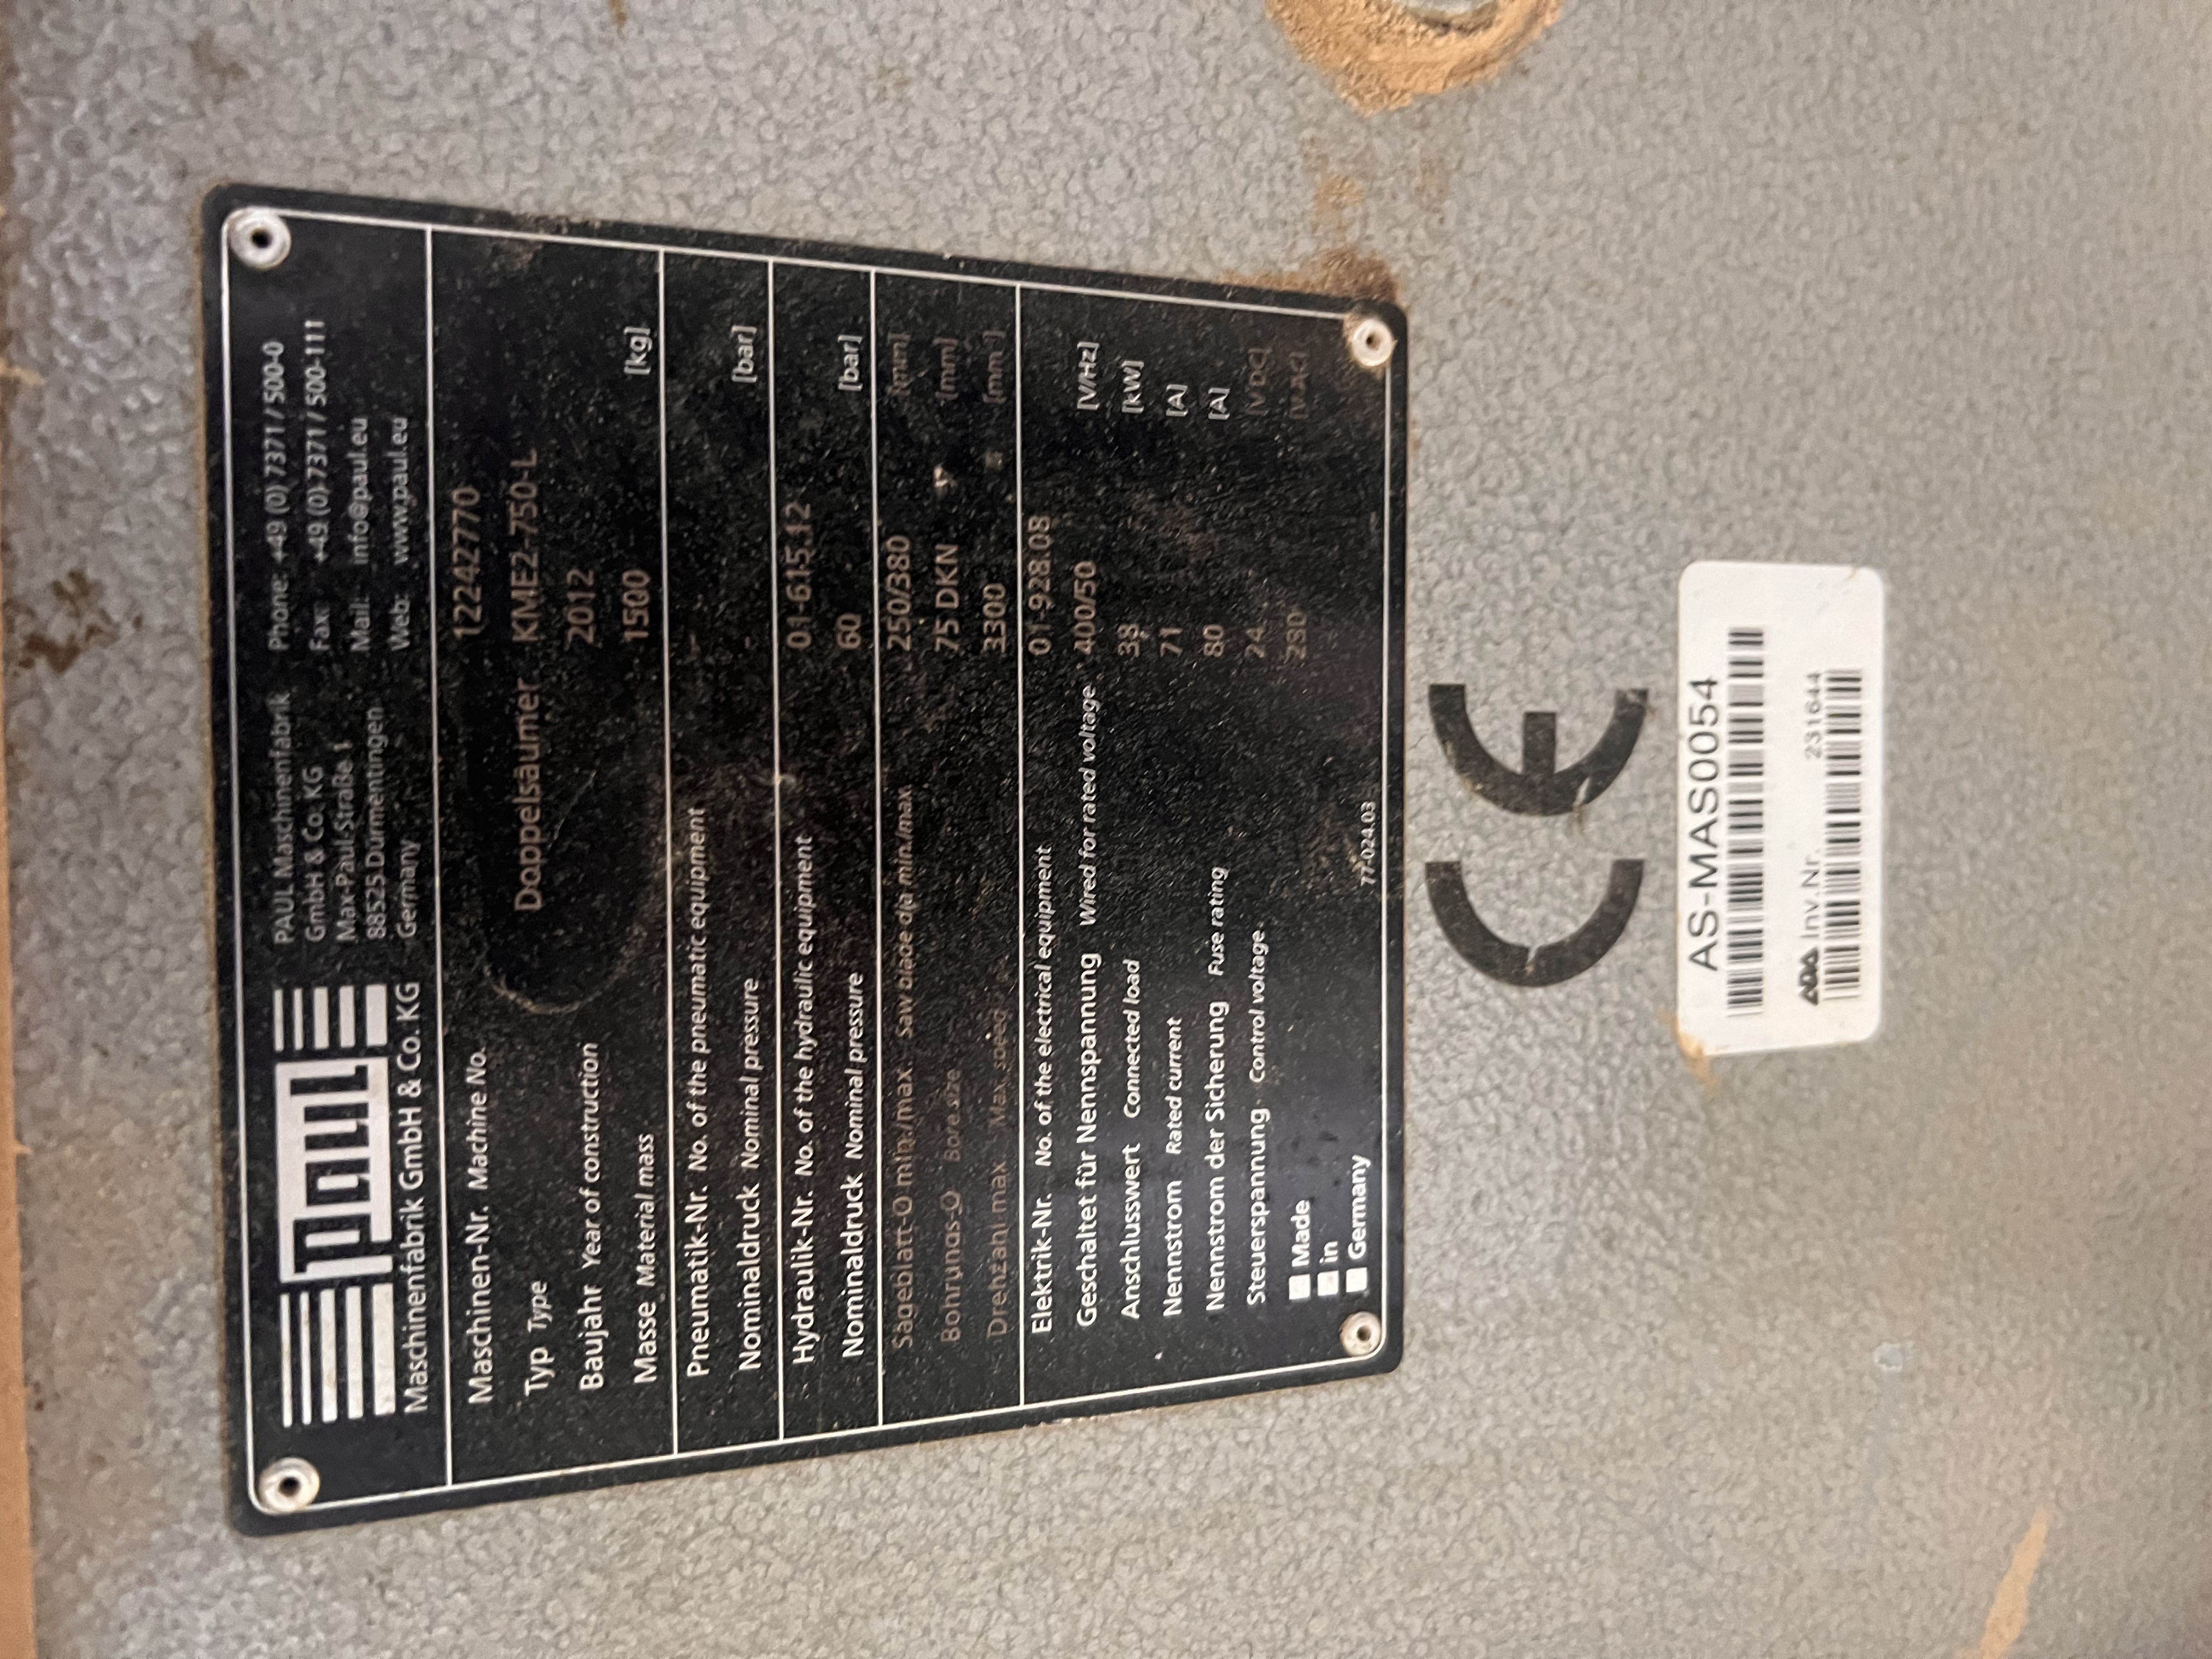 paul
Maschinenfabrik GmbH & Co. KG
PAUL Maschinenfabrik
GmbH & Co. KG
Max-Paul-Straße 1
88525 Dürmentingen
Germany
Phone: +49 (0) 7371 / 500-0
Fax: +49 (0) 7371 / 500-111
Mail: info@paul.eu
Web: www.paul.eu
Maschinen-Nr. Machine No. 12242770
Typ Type Doppelsäumer KME2-750-L
Baujahr Year of construction 2012
Masse Material mass 1500 [kg]
Pneumatik-Nr. No. of the pneumatic equipment -
Nominaldruck Nominal pressure - [bar]
Hydraulik-Nr. No. of the hydraulic equipment 01-615.12
Nominaldruck Nominal pressure 60 [bar]
Sägeblatt-Ø min./max. Saw blade dia min./max. 250/380 [mm]
Bohrungs-Ø Bore size 75 DKN [mm]
Drehzahl max. Max. speed 3300
Elektrik-Nr. No. of the electrical equipment 01-928.08
Geschaltet für Nennspannung Wired for rated voltage 400/50 [V/Hz]
Anschlusswert Connected load 38 [kW]
Nennstrom Rated current 71 [A]
Nennstrom der Sicherung Fuse rating 80 [A]
Steuerspannung Control voltage 24 [V DC]
230 [V AC]
Made
in
Germany
77-024.03
CE
AS-MAS0054
ADA Inv.Nr. 231644